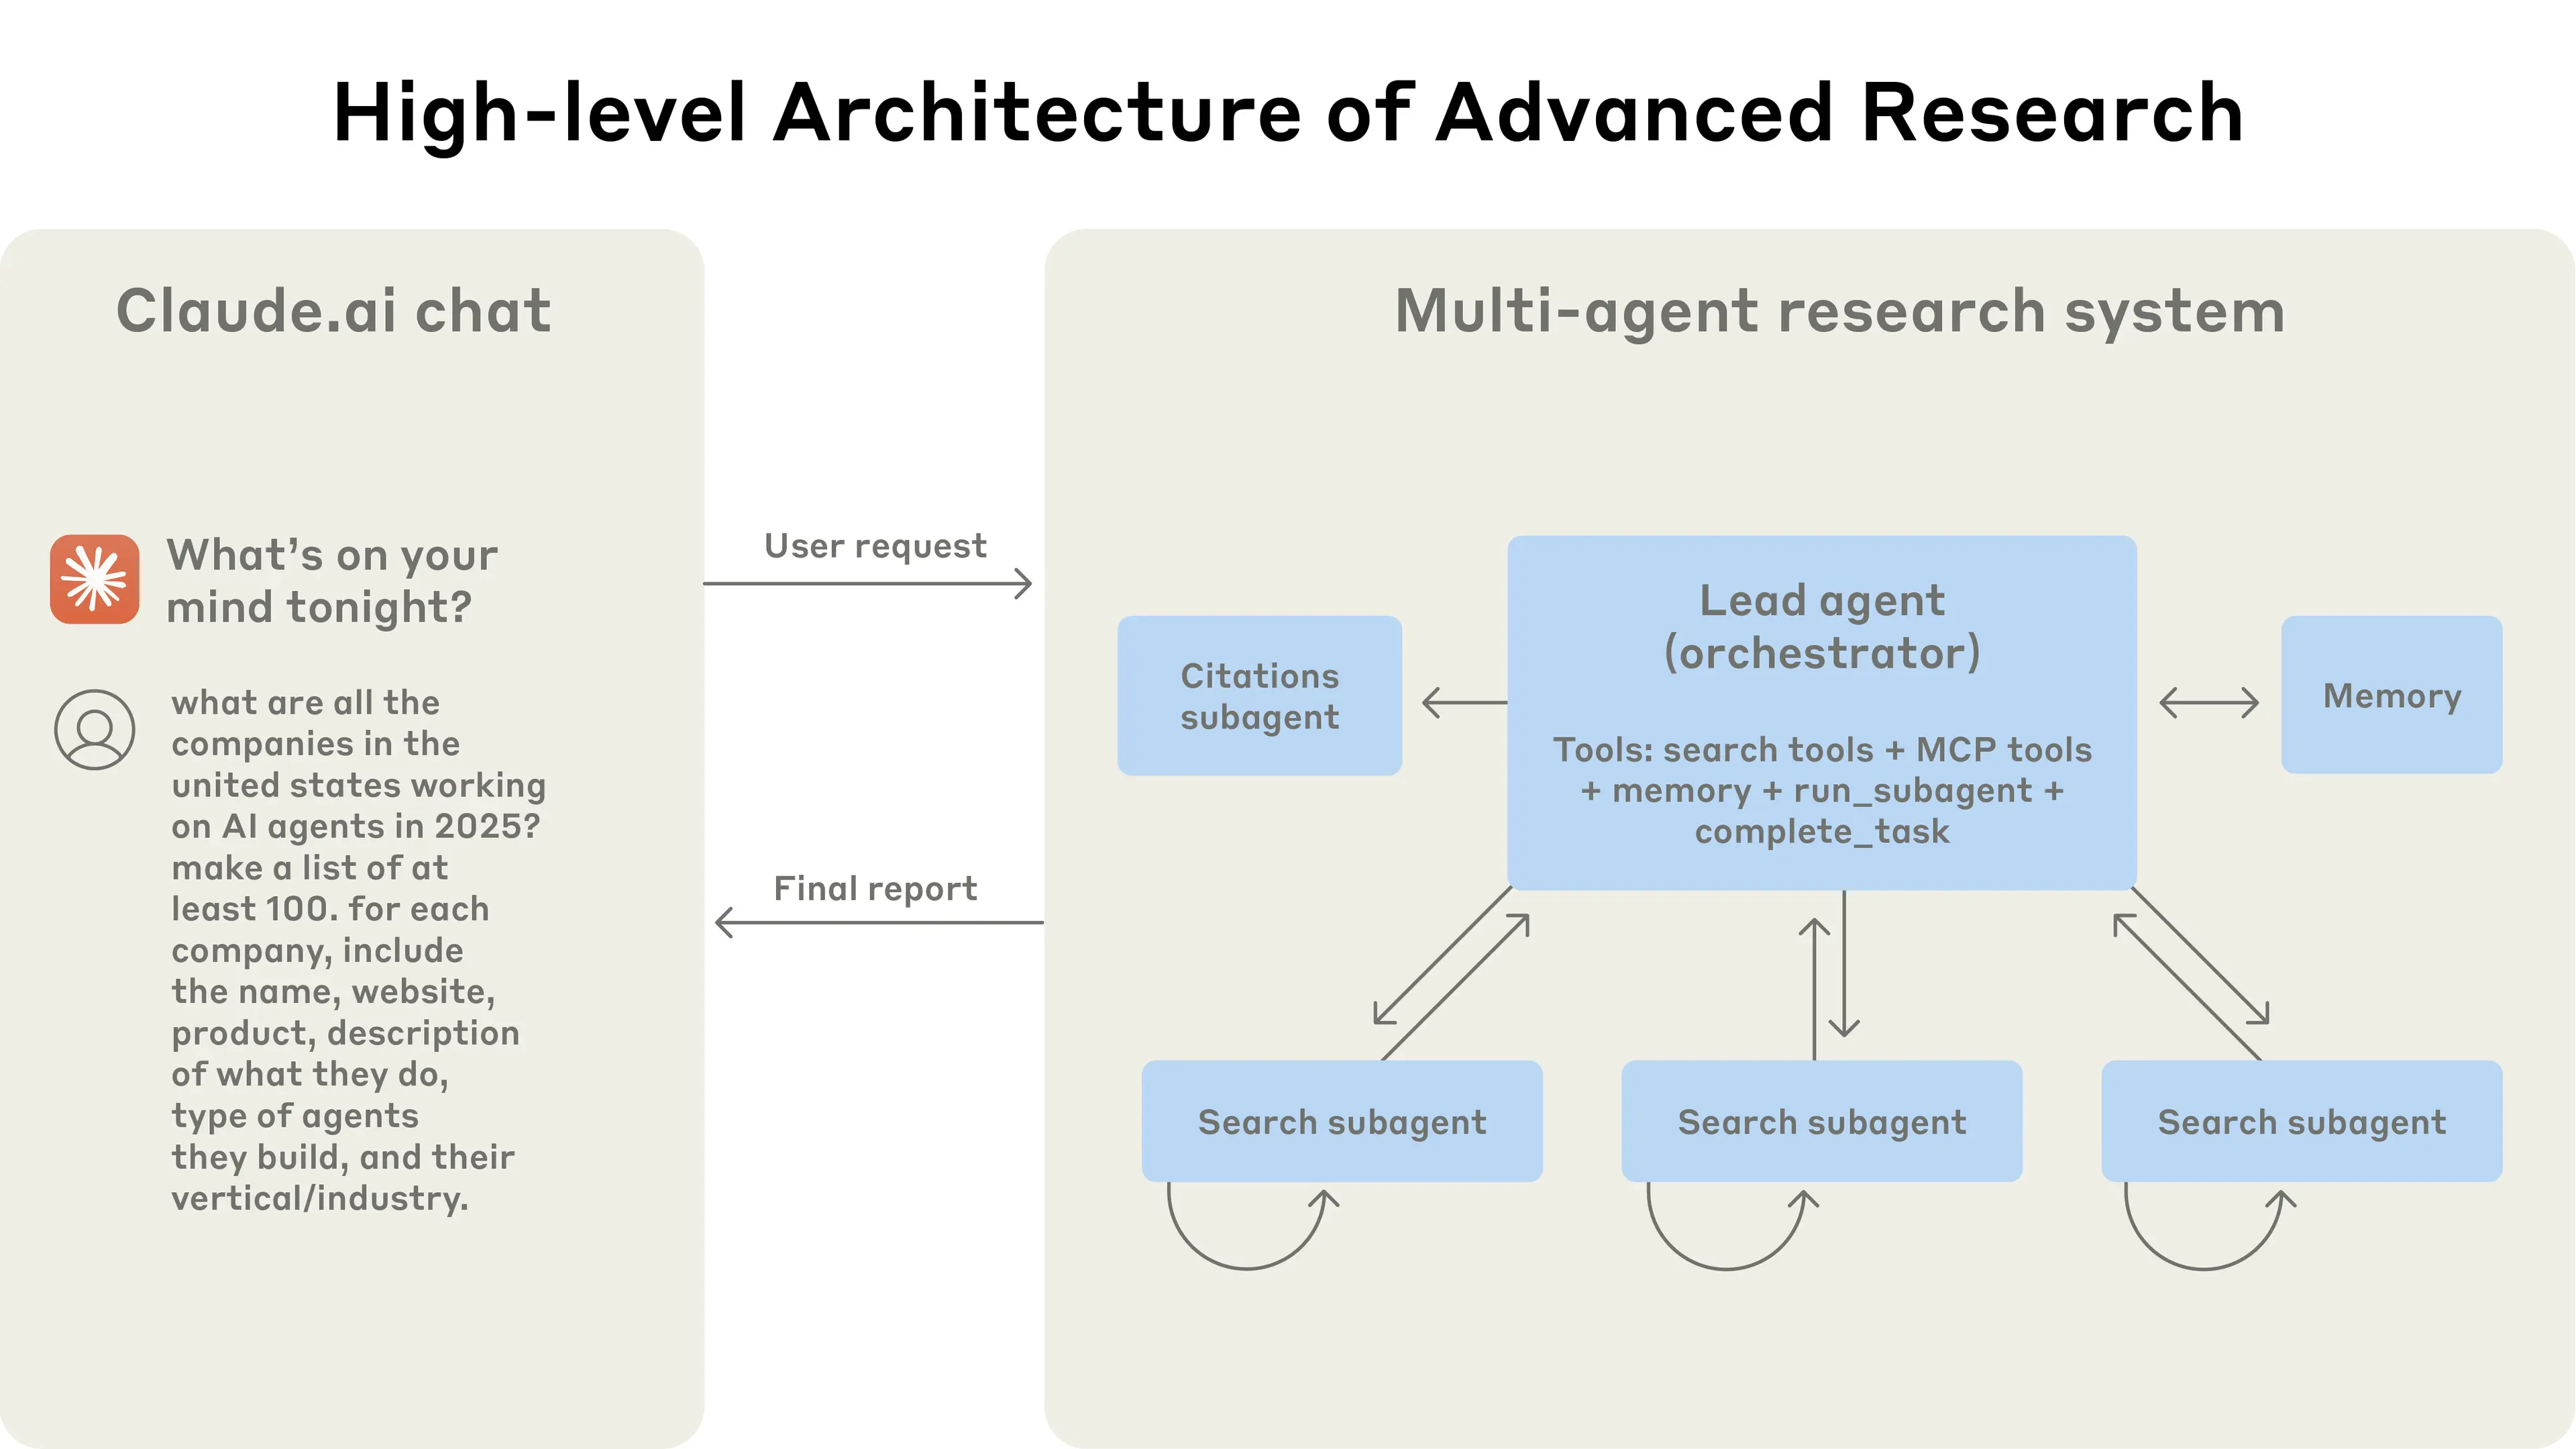 High-level Architecture of Advanced Research
Claude.ai chat
What’s on your
mind tonight?
what are all the
companies in the
united states working
on AI agents in 2025?
make a list of at
least 100. for each
company, include
the name, website,
product, description
of what they do,
type of agents
they build, and their
vertical/industry.
User request
Final report
Multi-agent research system
Citations
subagent
Lead agent
(orchestrator)
Tools: search tools + MCP tools
+ memory + run_subagent +
complete_task
Memory
Search subagent
Search subagent
Search subagent